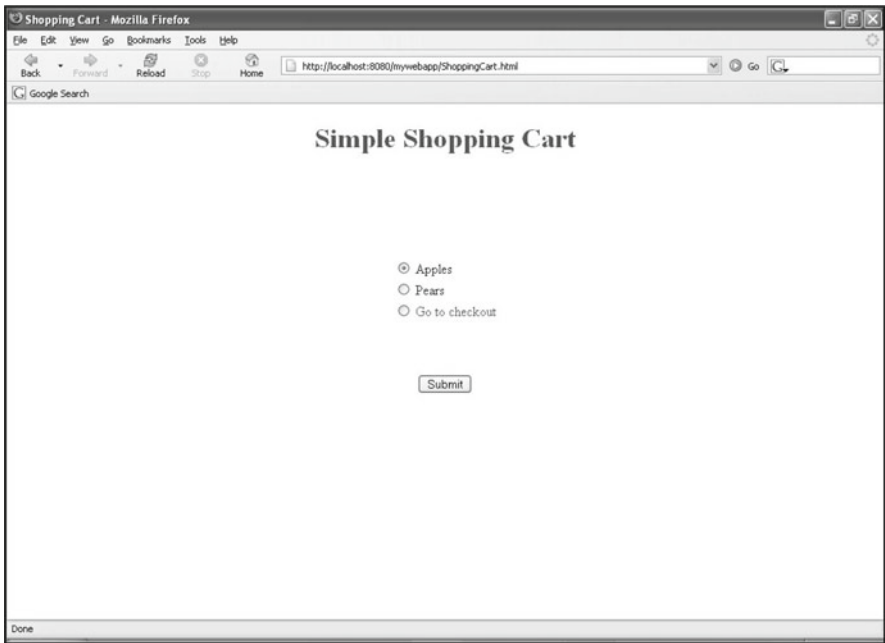 Shopping Cart - Mozilla Firefox
File Edit View Go Bookmarks Tools Help
Back Forward Reload Stop Home http://localhost:8080/mywebapp/ShoppingCart.html Go G
G Google Search
Simple Shopping Cart
Apples
Pears
Go to checkout
Submit
Done